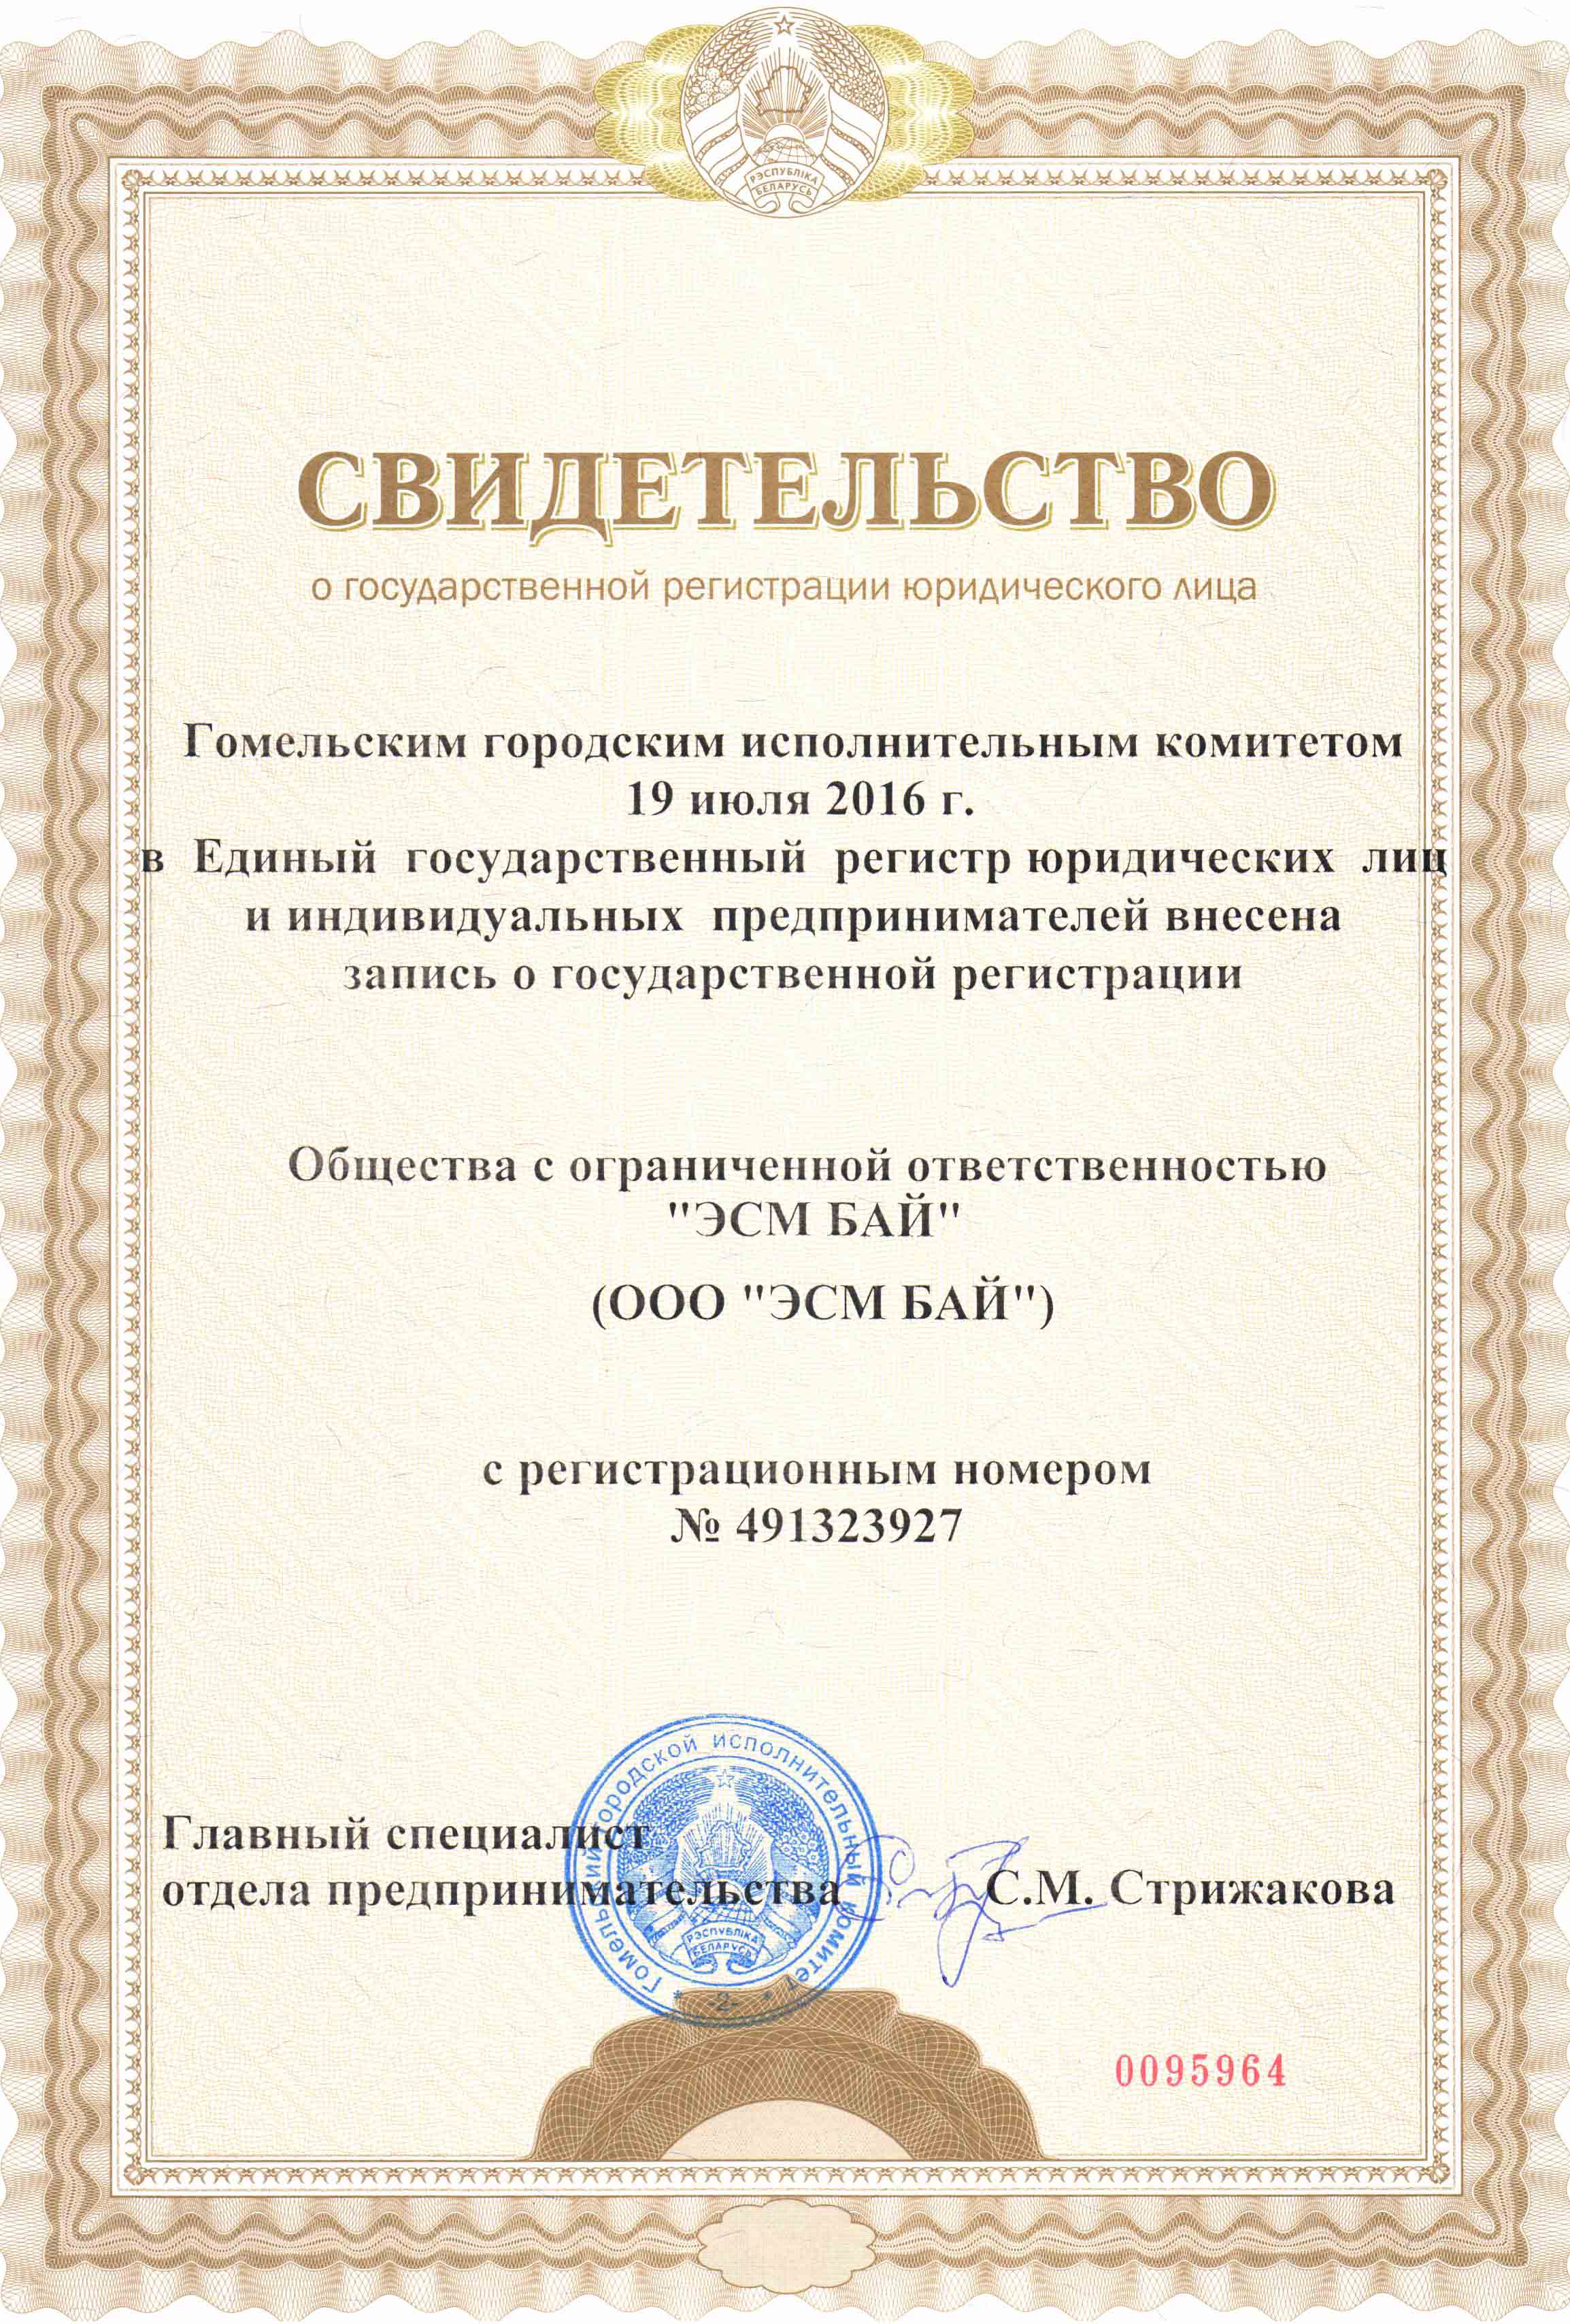 РЭСПУБЛІКА
БЕЛАРУСЬ
СВИДЕТЕЛЬСТВО
о государственной регистрации юридического лица
Гомельским городским исполнительным комитетом
19 июля 2016 г.
в Единый государственный регистр юридических лиц
и индивидуальных предпринимателей внесена
запись о государственной регистрации
Общества с ограниченной ответственностью
"ЭСМ БАЙ"
(ООО "ЭСМ БАЙ")
с регистрационным номером
№ 491323927
Главный специалист
отдела предпринимательства С.М. Стрижакова
Гомельский городской исполнительный комитет
РЭСПУБЛІКА
БЕЛАРУСЬ
* -2- *
0095964